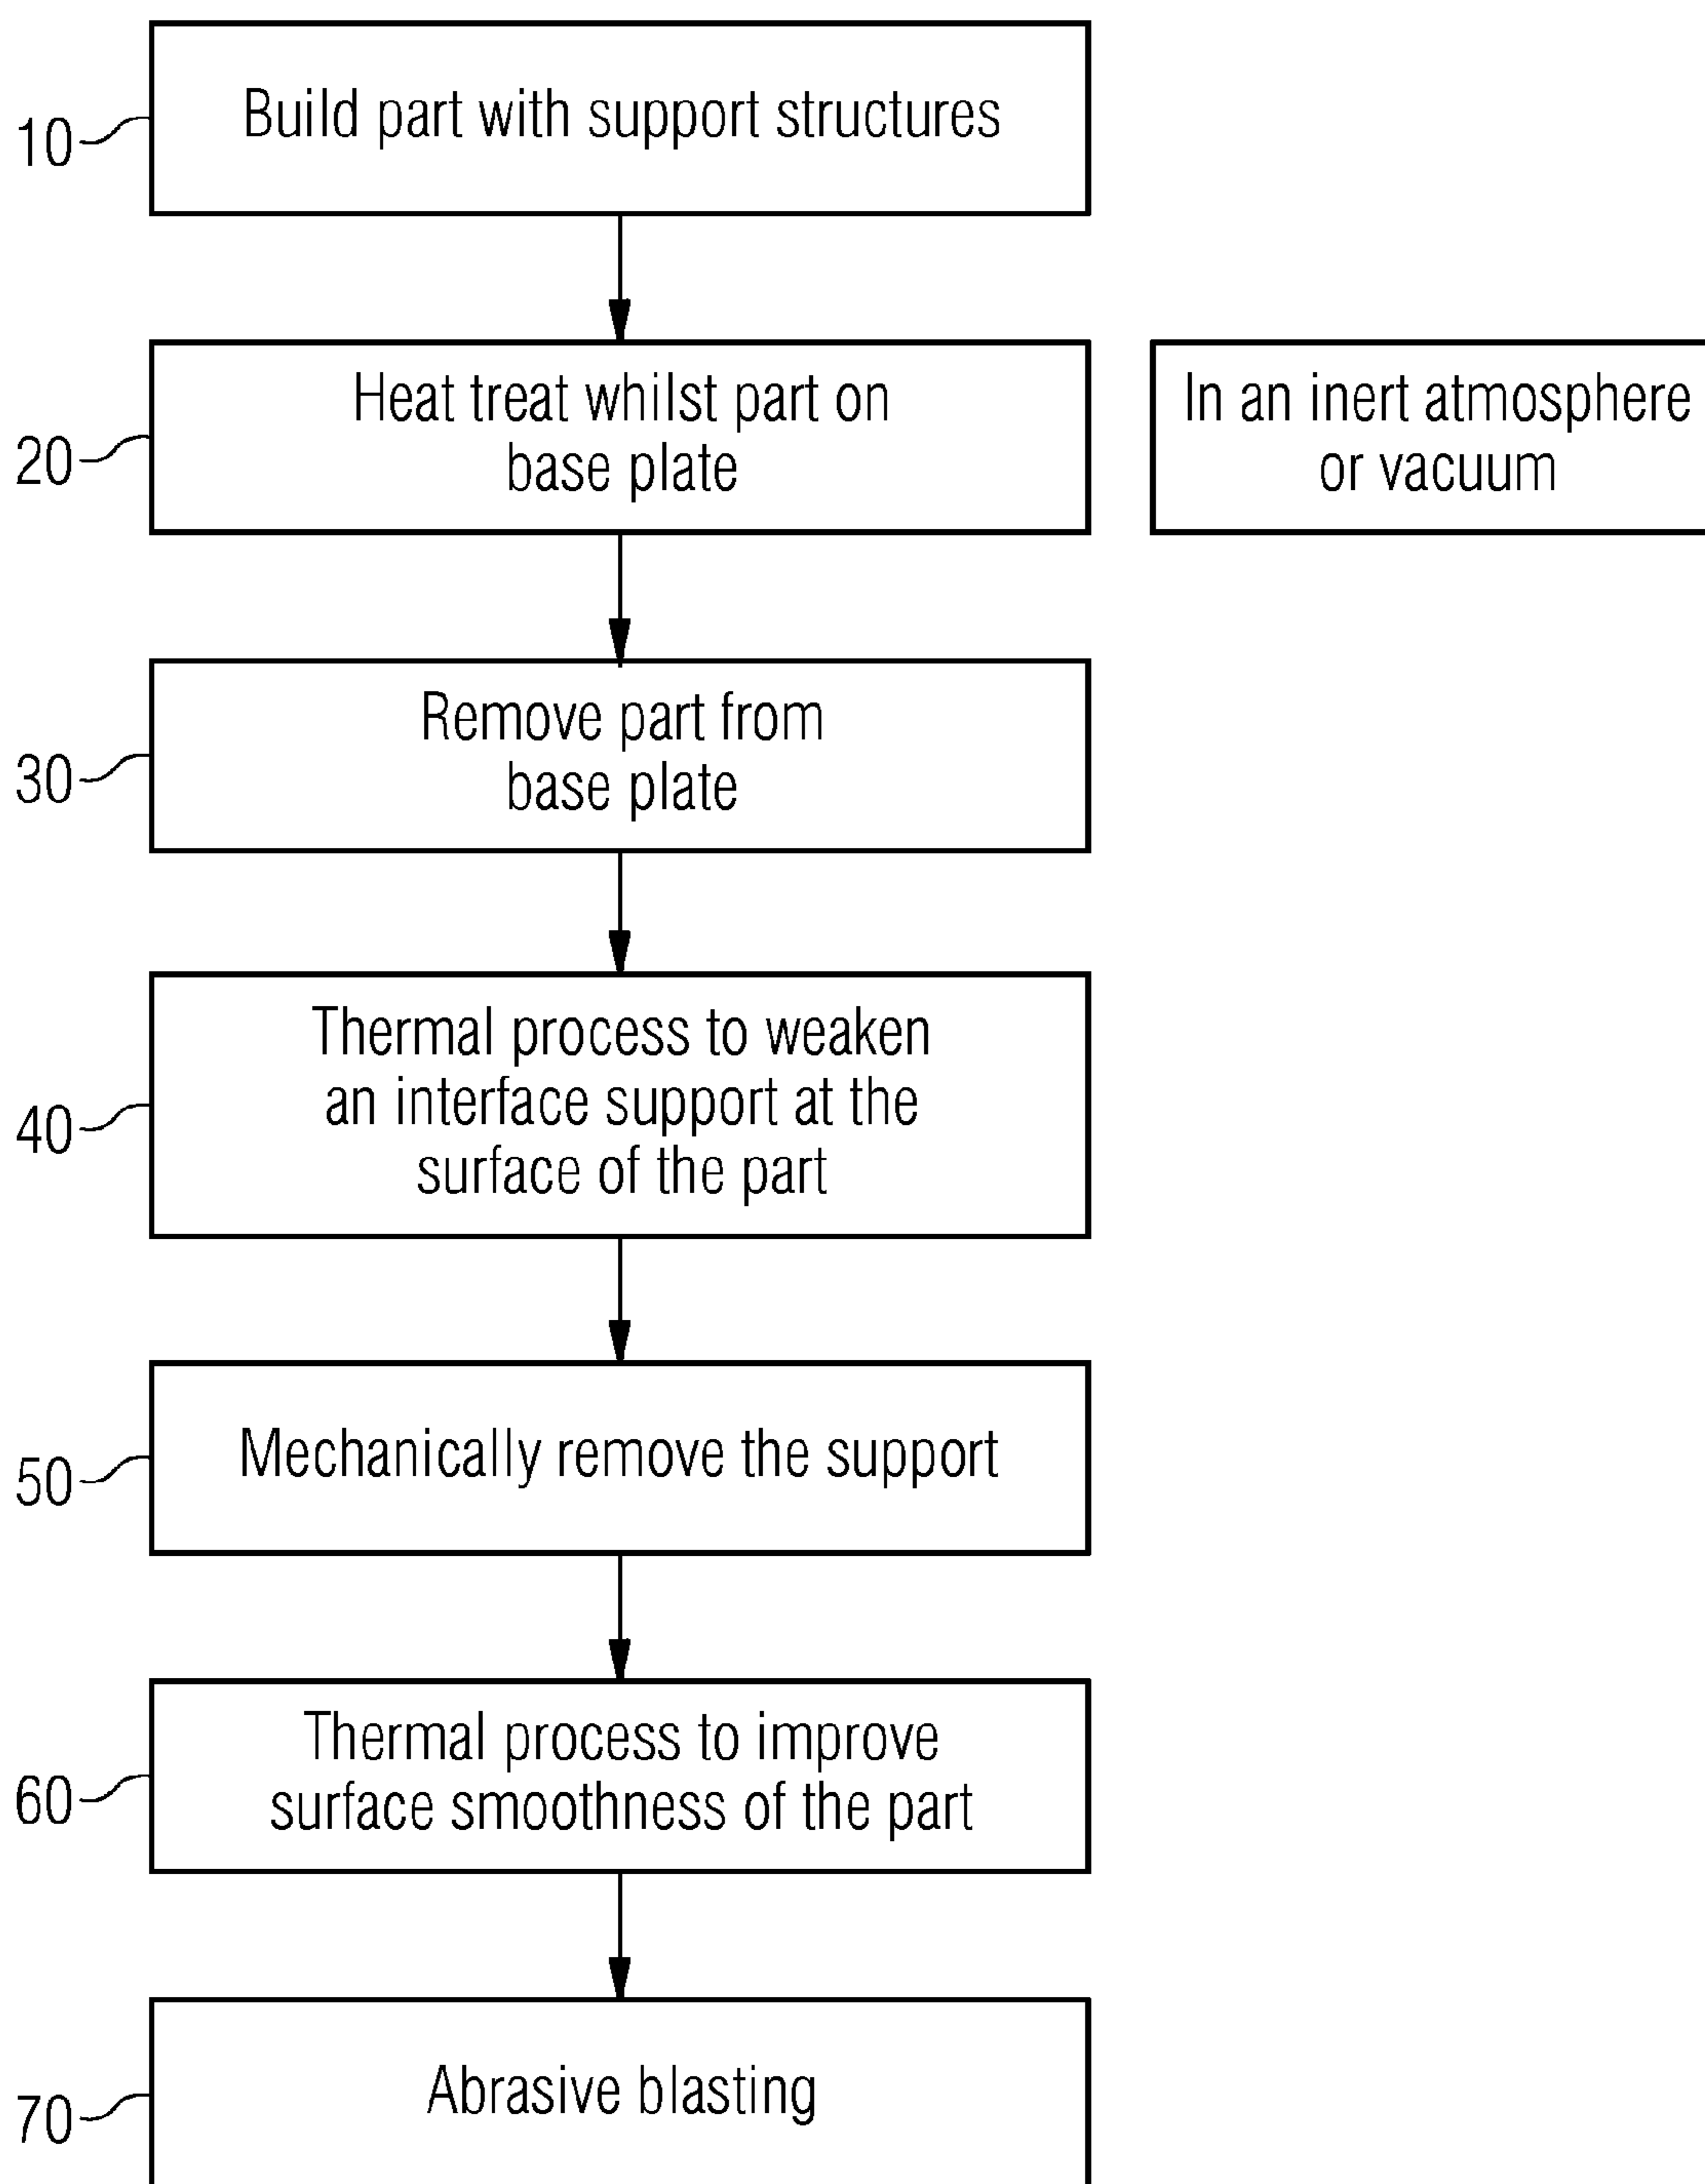 10
Build part with support structures
20
Heat treat whilst part on
base plate
In an inert atmosphere
or vacuum
30
Remove part from
base plate
40
Thermal process to weaken
an interface support at the
surface of the part
50
Mechanically remove the support
60
Thermal process to improve
surface smoothness of the part
70
Abrasive blasting